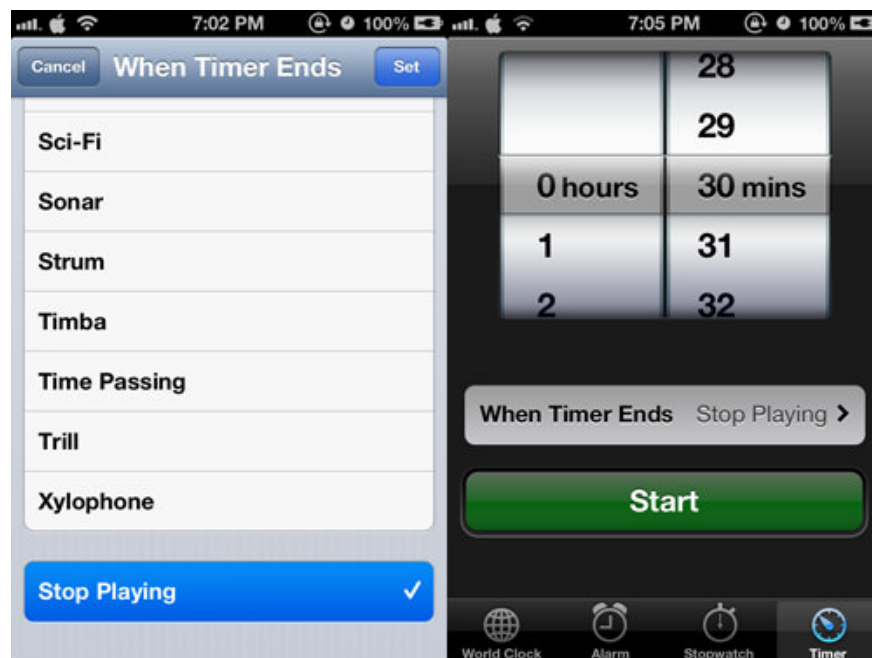 7:02 PM 100%
Cancel When Timer Ends Set
Sci-Fi
Sonar
Strum
Timba
Time Passing
Trill
Xylophone
Stop Playing
7:05 PM 100%
28
29
0 hours 30 mins
1 31
2 32
When Timer Ends Stop Playing
Start
World Clock Alarm Stopwatch Timer